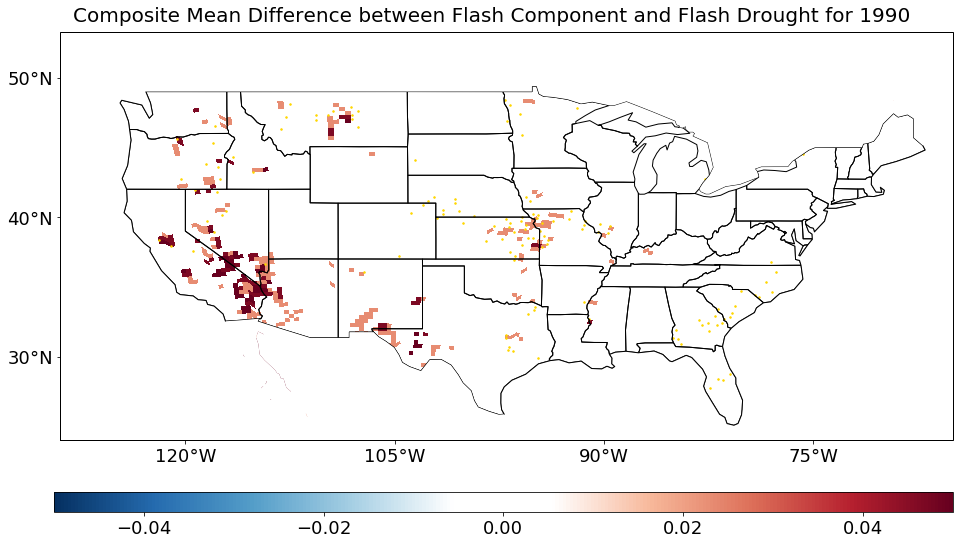 Composite Mean Difference between Flash Component and Flash Drought for 1990
50°N
40°N
30°N
120°W 105°W 90°W 75°W
−0.04 −0.02 0.00 0.02 0.04